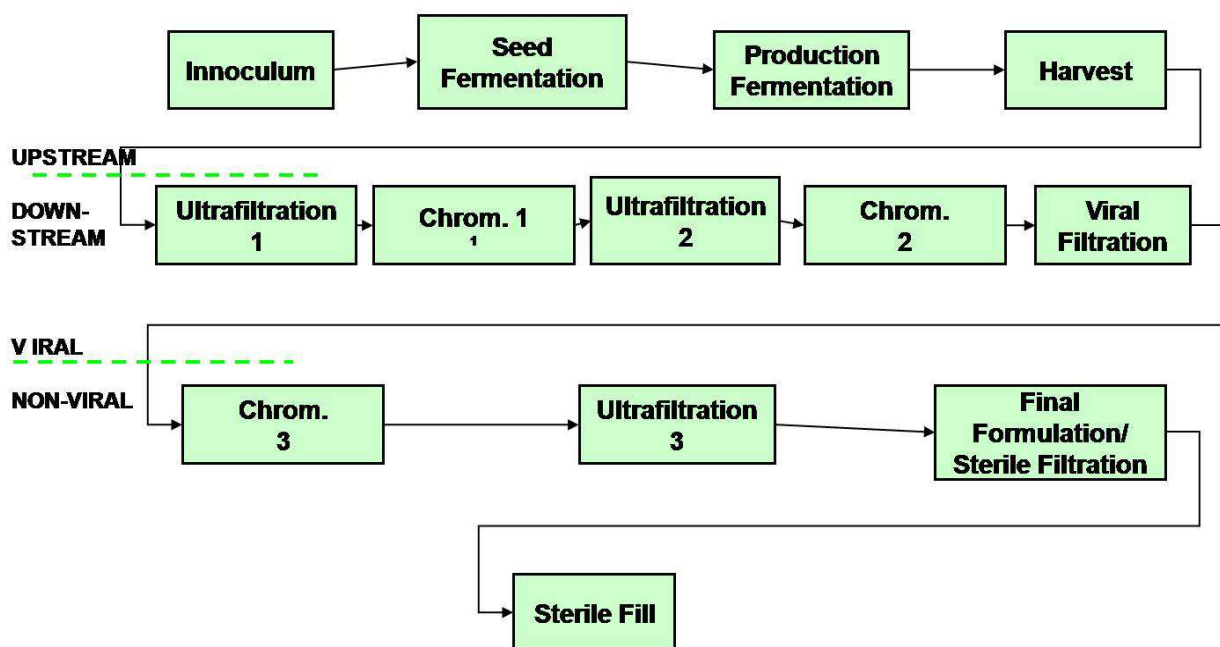 Innoculum
Seed
Fermentation
Production
Fermentation
Harvest
UPSTREAM
DOWN-
STREAM
Ultrafiltration
1
Chrom. 1
1
Ultrafiltration
2
Chrom.
2
Viral
Filtration
V IRAL
NON-VIRAL
Chrom.
3
Ultrafiltration
3
Final
Formulation/
Sterile Filtration
Sterile Fill